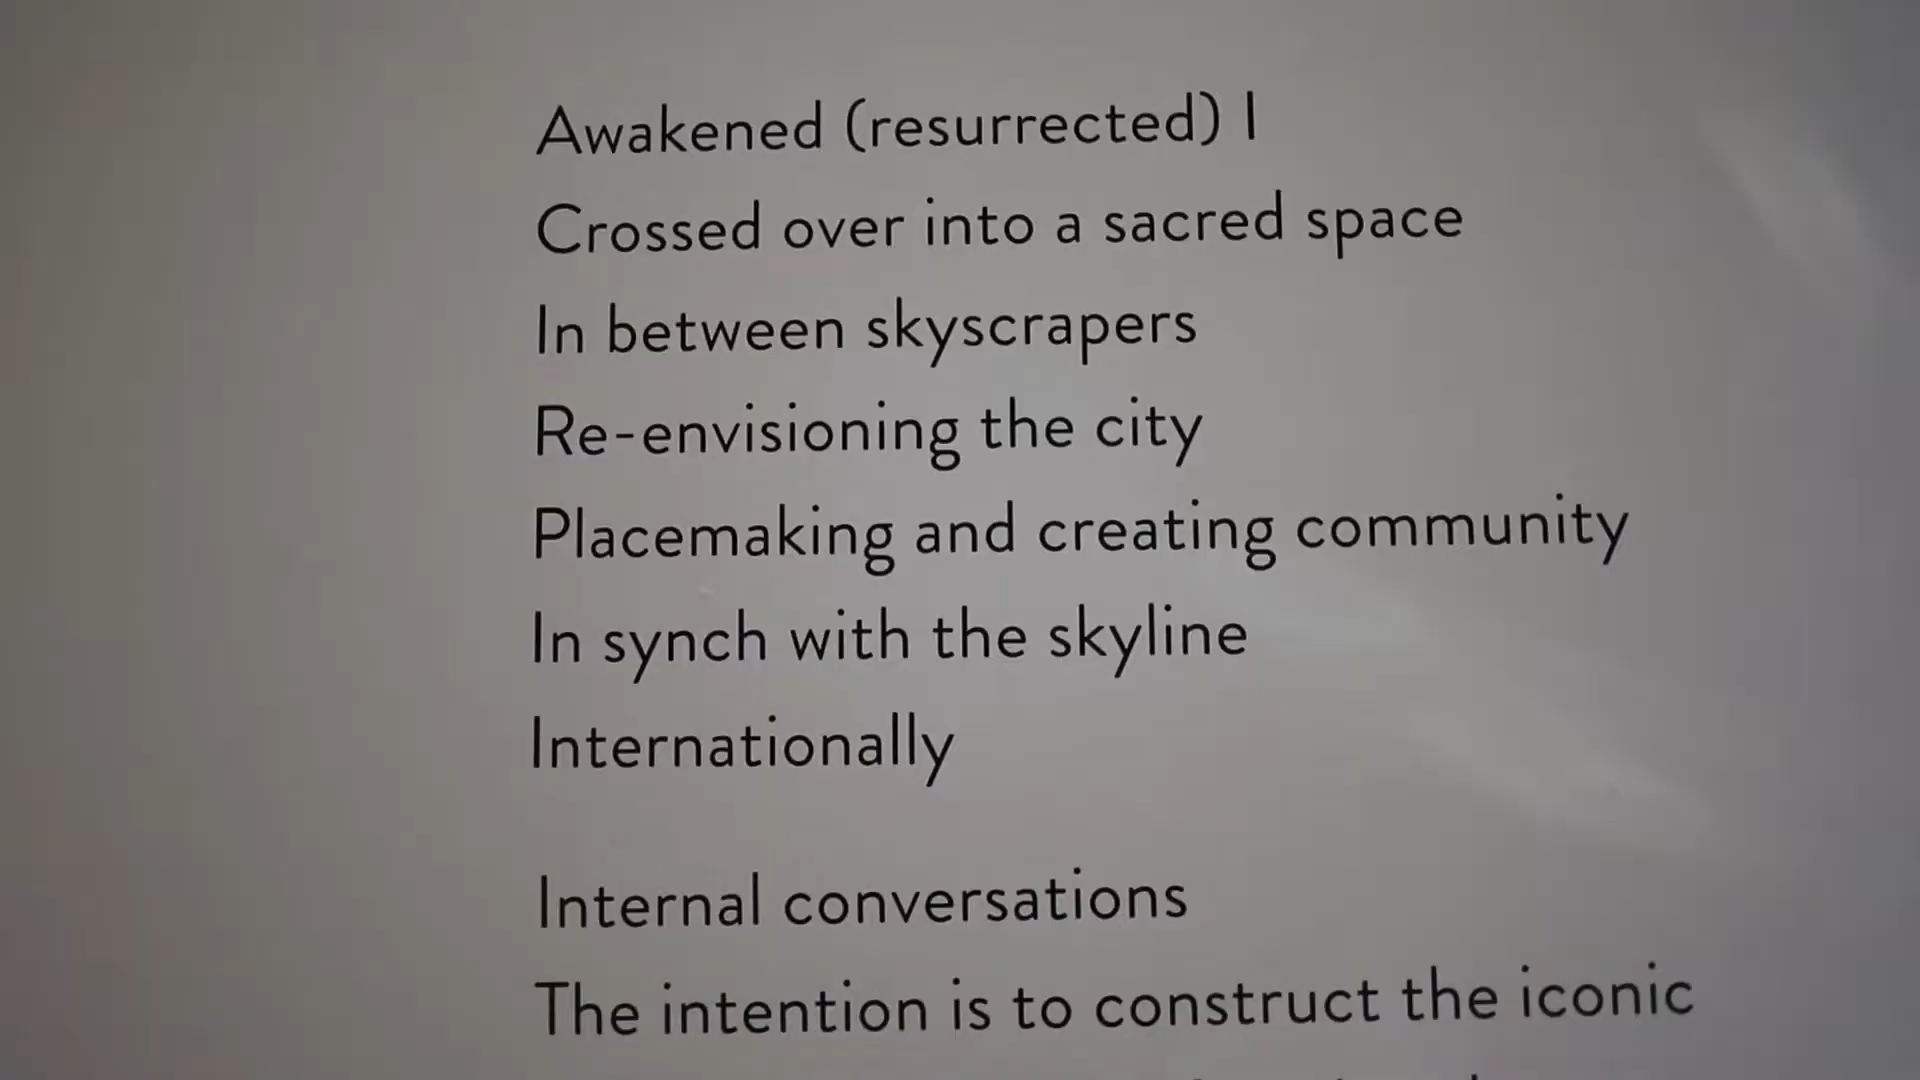 Awakened (resurrected) I
Crossed over into a sacred space
In between skyscrapers
Re-envisioning the city
Placemaking and creating community
In synch with the skyline
Internationally
Internal conversations
The intention is to construct the iconic